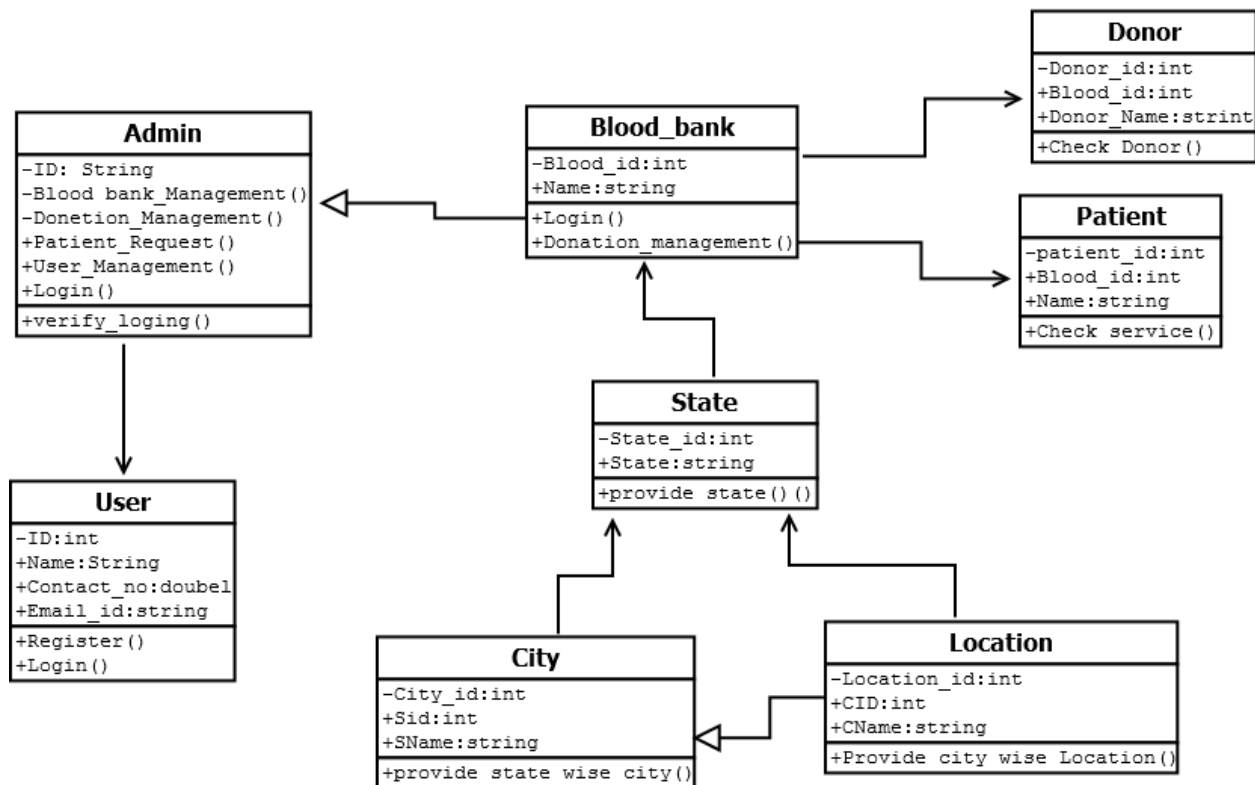 Donor
-Donor_id:int
+Blood_id:int
+Donor_Name:strint
+Check Donor()
Admin
-ID: String
-Blood bank_Management()
-Donetion_Management()
+Patient_Request()
+User_Management()
+Login()
+verify_loging()
Blood_bank
-Blood_id:int
+Name:string
+Login()
+Donation_management()
Patient
-patient_id:int
+Blood_id:int
+Name:string
+Check service()
State
-State_id:int
+State:string
+provide state()()
User
-ID:int
+Name:String
+Contact_no:doubel
+Email_id:string
+Register()
+Login()
City
-City_id:int
+Sid:int
+SName:string
+provide state wise city()
Location
-Location_id:int
+CID:int
+CName:string
+Provide city wise Location()